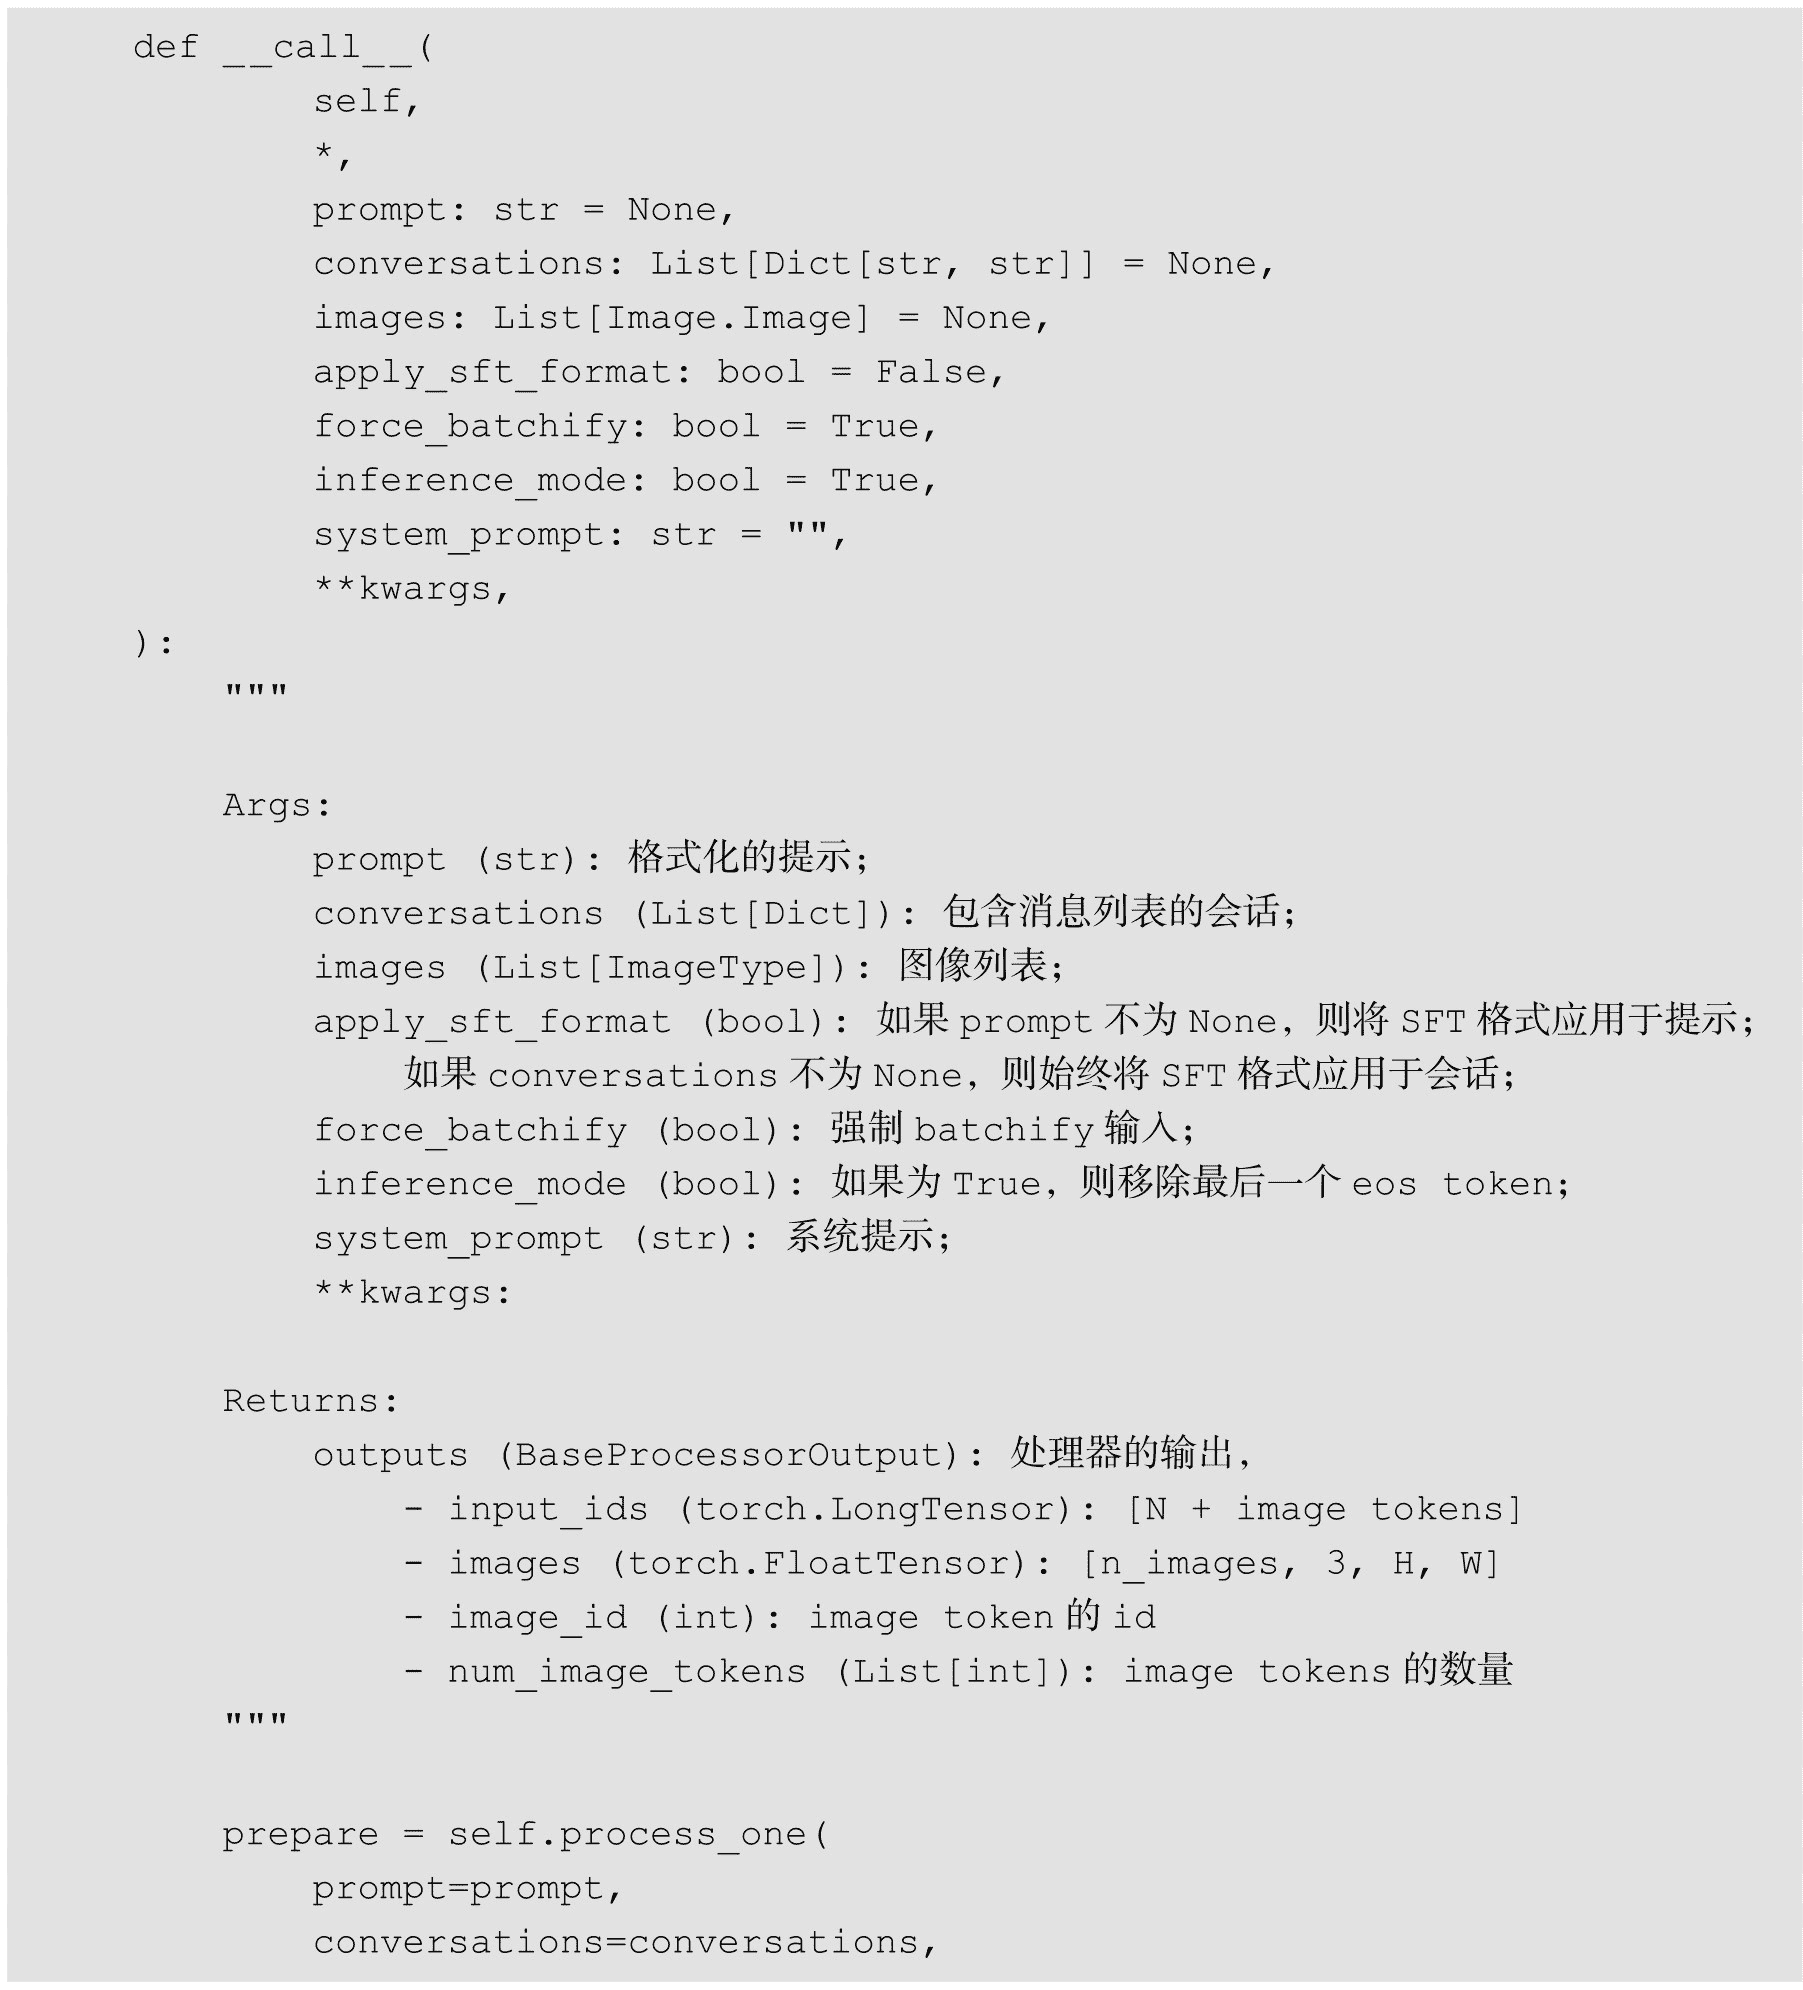 def __call__(
self,
*,
prompt: str = None,
conversations: List[Dict[str, str]] = None,
images: List[Image.Image] = None,
apply_sft_format: bool = False,
force_batchify: bool = True,
inference_mode: bool = True,
system_prompt: str = "",
**kwargs,
):
"""
Args:
prompt (str): 格式化的提示；
conversations (List[Dict]): 包含消息列表的会话；
images (List[ImageType]): 图像列表；
apply_sft_format (bool): 如果 prompt 不为 None，则将 SFT 格式应用于提示；
如果 conversations 不为 None，则始终将 SFT 格式应用于会话；
force_batchify (bool): 强制 batchify 输入；
inference_mode (bool): 如果为 True，则移除最后一个 eos token；
system_prompt (str): 系统提示；
**kwargs:
Returns:
outputs (BaseProcessorOutput): 处理器的输出，
- input_ids (torch.LongTensor): [N + image tokens]
- images (torch.FloatTensor): [n_images, 3, H, W]
- image_id (int): image token 的 id
- num_image_tokens (List[int]): image tokens 的数量
"""
prepare = self.process_one(
prompt=prompt,
conversations=conversations,